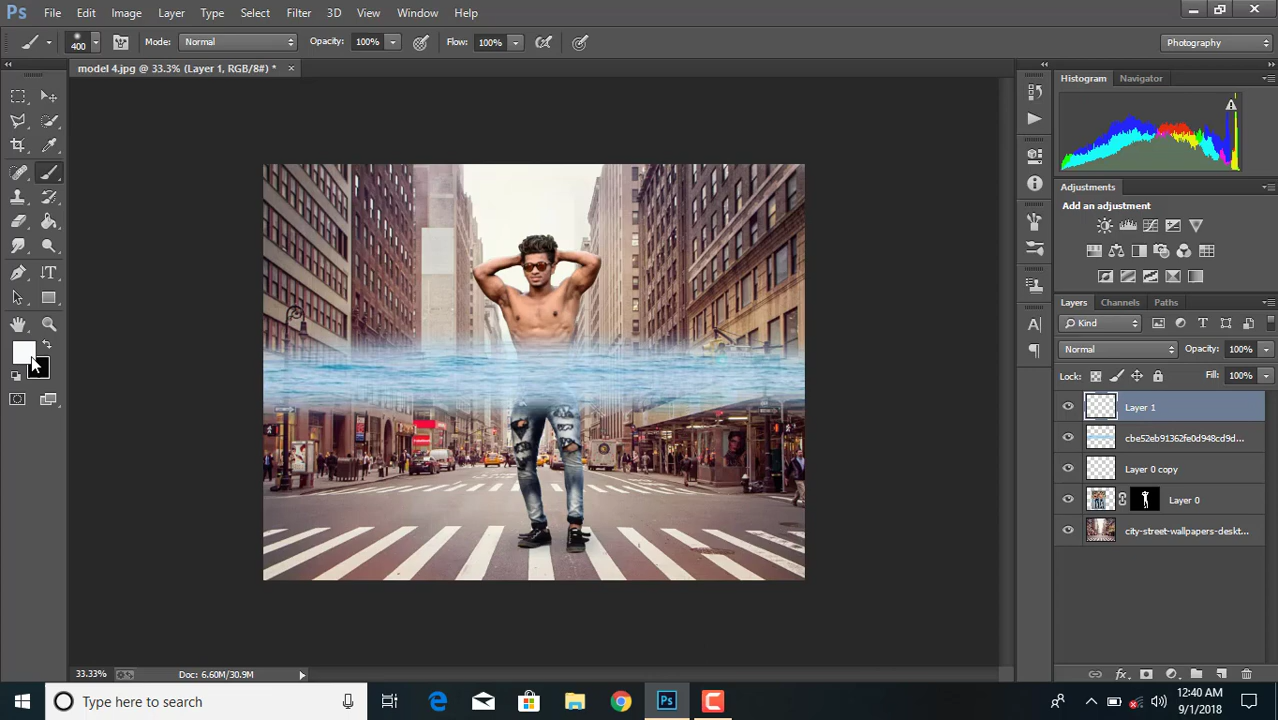 Ps File Edit Image Layer Type Select Filter 3D View Window Help
400 Mode: Normal Opacity: 100% Flow: 100% Photography
model 4.jpg @ 33.3% (Layer 1, RGB/8#) * ×
Histogram Navigator
Adjustments
Add an adjustment
Layers Channels Paths
Kind
Normal Opacity: 100%
Lock: Fill: 100%
Layer 1
cbe52eb91362fe0d948cd9d...
Layer 0 copy
Layer 0
city-street-wallpapers-deskt...
33.33% Doc: 6.60M/30.9M
Type here to search
Ps
12:40 AM
9/1/2018